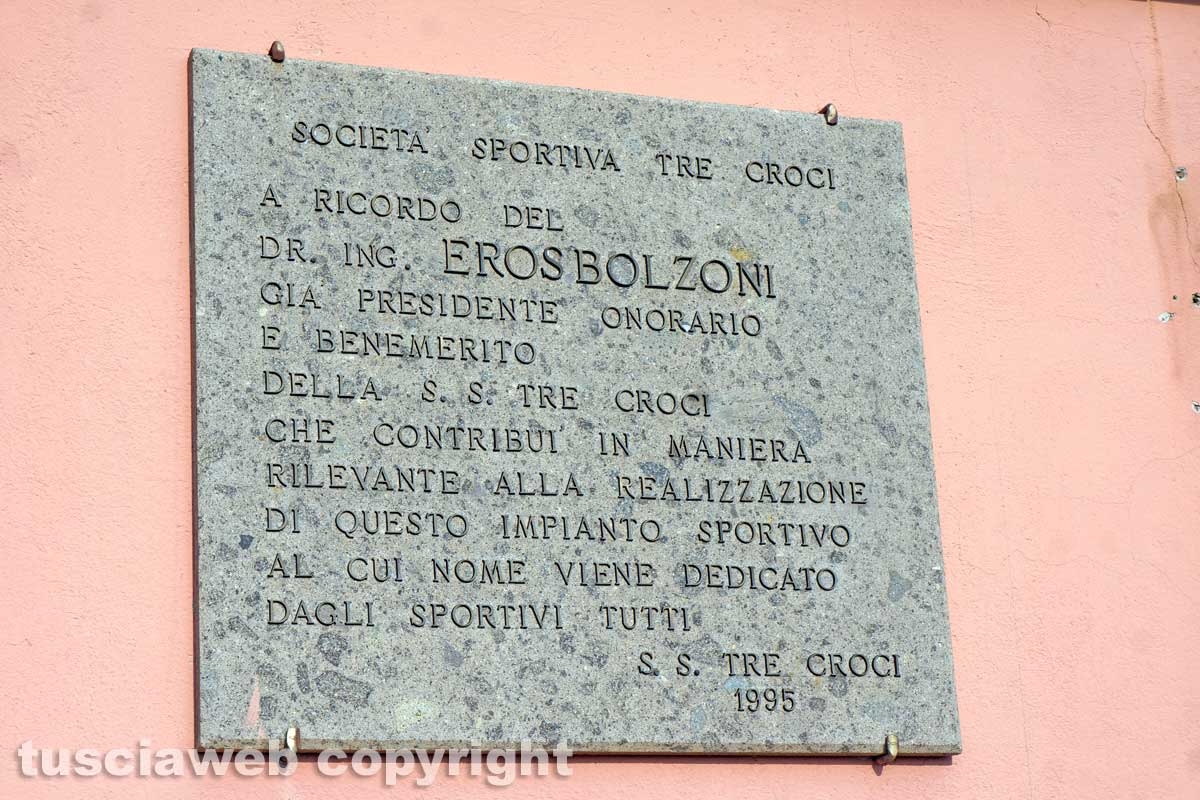 SOCIETA' SPORTIVA TRE CROCI
A RICORDO DEL
DR. ING. EROS BOLZONI
GIA' PRESIDENTE ONORARIO
E BENEMERITO
DELLA S. S. TRE CROCI
CHE CONTRIBUI' IN MANIERA
RILEVANTE ALLA REALIZZAZIONE
DI QUESTO IMPIANTO SPORTIVO
AL CUI NOME VIENE DEDICATO
DAGLI SPORTIVI TUTTI
S. S. TRE CROCI
1995
tusciaweb copyright